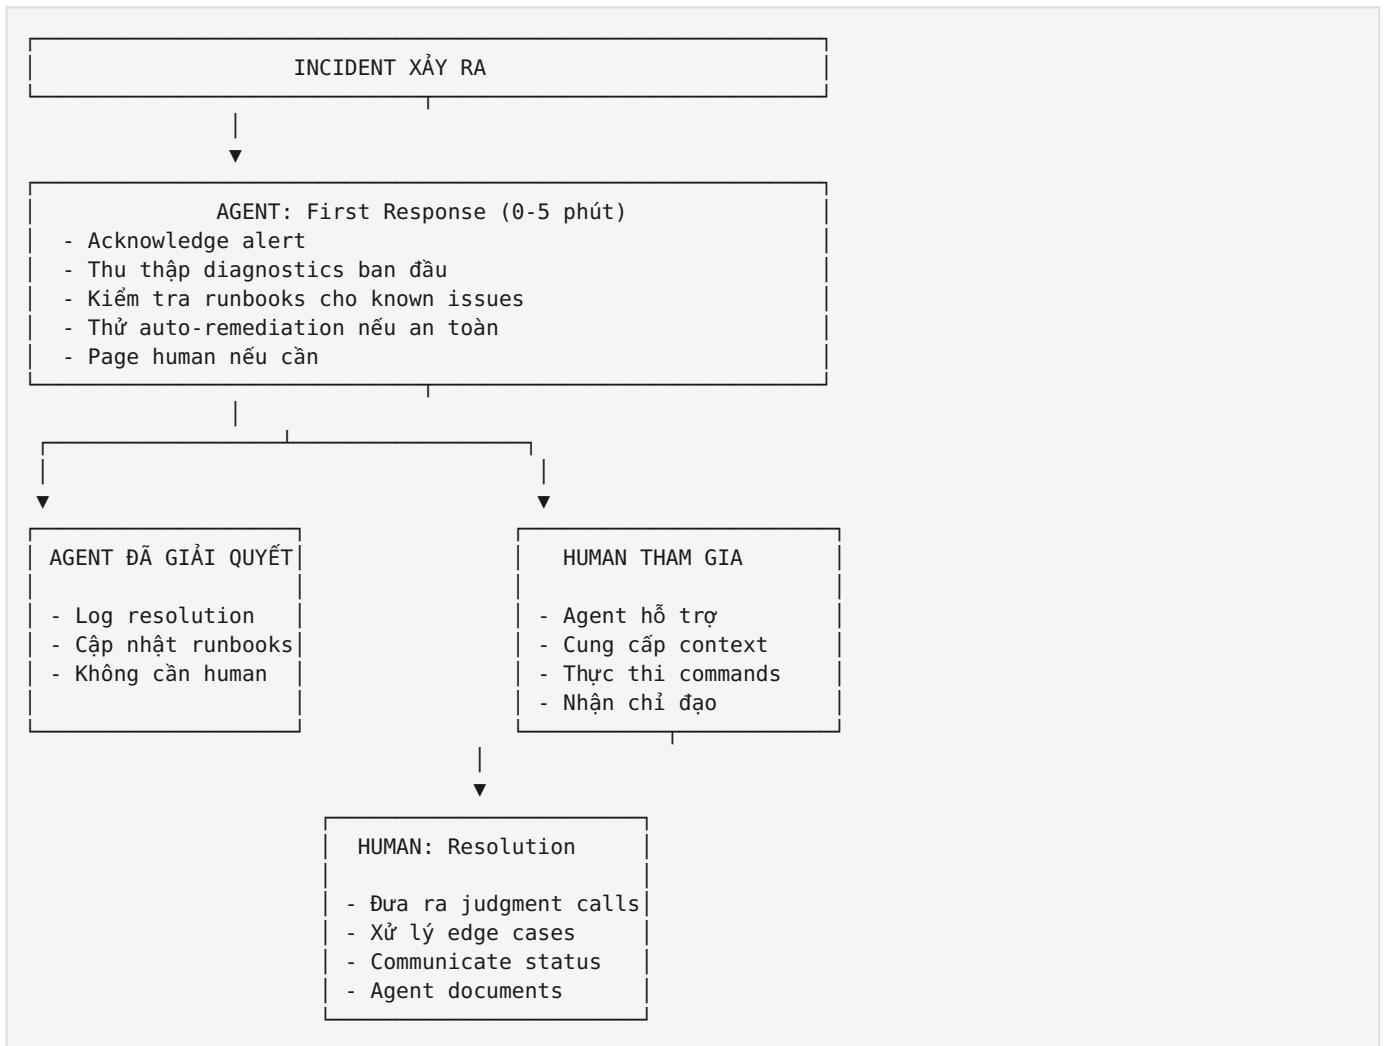 INCIDENT XẢY RA
AGENT: First Response (0-5 phút)
- Acknowledge alert
- Thu thập diagnostics ban đầu
- Kiểm tra runbooks cho known issues
- Thử auto-remediation nếu an toàn
- Page human nếu cần
AGENT ĐÃ GIẢI QUYẾT
- Log resolution
- Cập nhật runbooks
- Không cần human
HUMAN THAM GIA
- Agent hỗ trợ
- Cung cấp context
- Thực thi commands
- Nhận chỉ đạo
HUMAN: Resolution
- Đưa ra judgment calls
- Xử lý edge cases
- Communicate status
- Agent documents